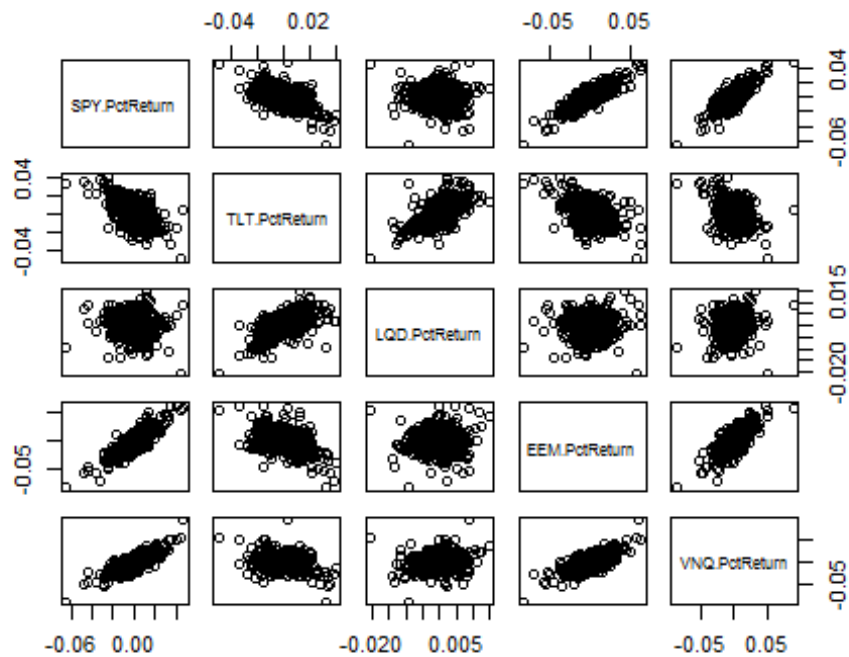 -0.04 0.02 -0.05 0.05
SPY.PctReturn
0.04
-0.06
0.04
-0.04
TLT.PctReturn
LQD.PctReturn
0.015
-0.020
-0.05
EEM.PctReturn
VNQ.PctReturn
-0.05
-0.06 0.00 -0.020 0.005 -0.05 0.05